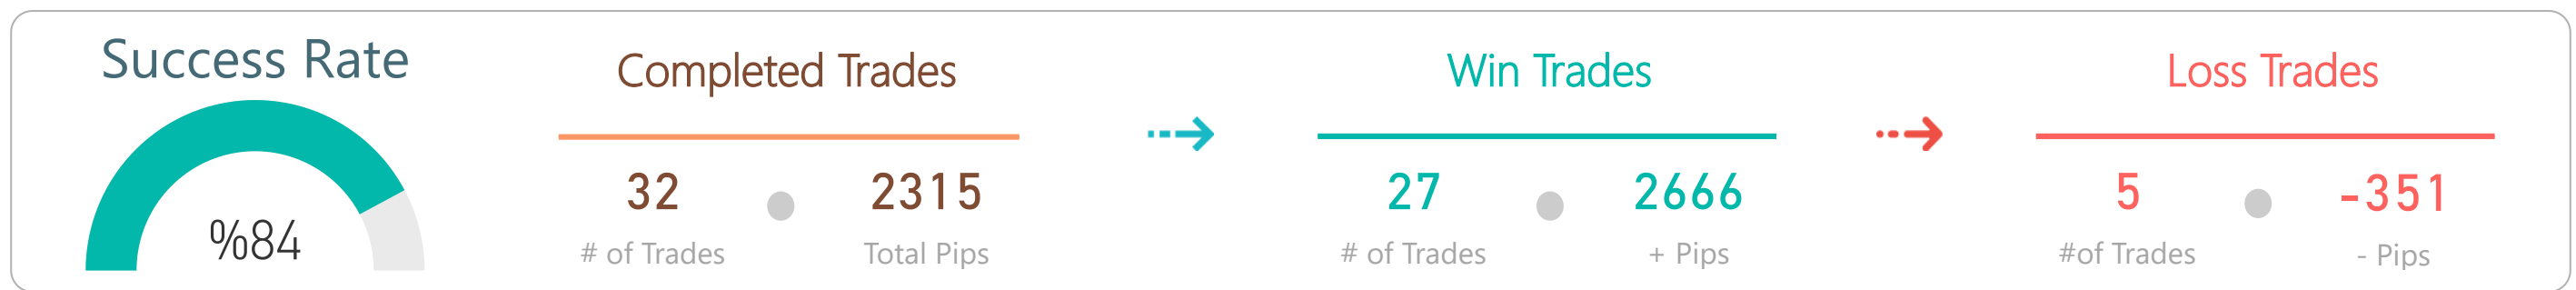 Success Rate
%84
Completed Trades
32 2315
# of Trades Total Pips
Win Trades
27 2666
# of Trades + Pips
Loss Trades
5 -351
#of Trades - Pips